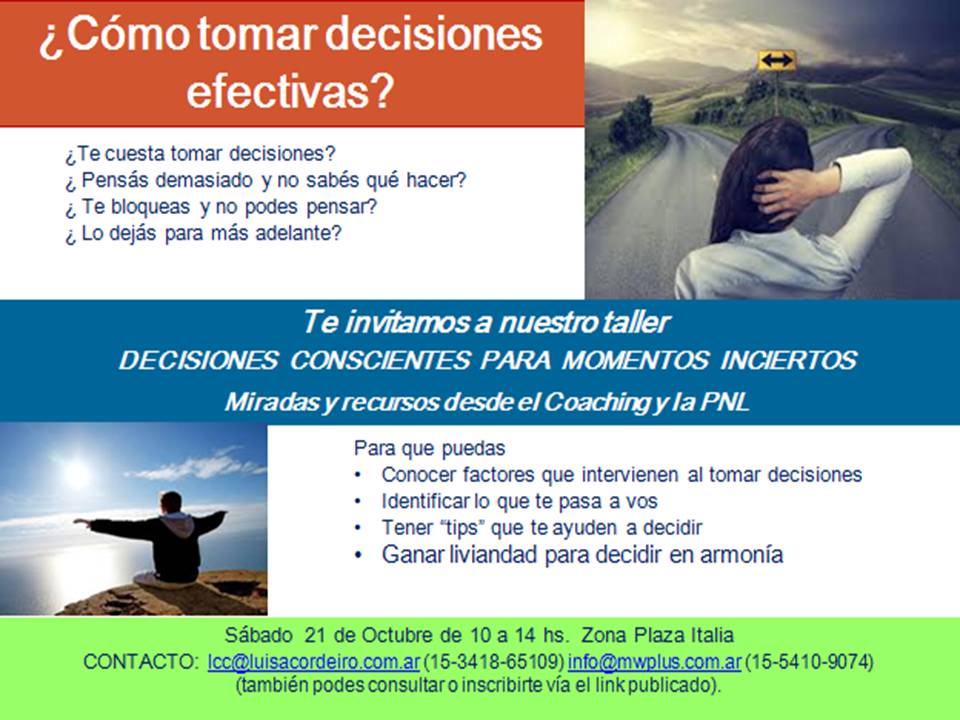 ¿Cómo tomar decisiones
efectivas?
¿Te cuesta tomar decisiones?
¿ Pensás demasiado y no sabés qué hacer?
¿ Te bloqueas y no podes pensar?
¿ Lo dejás para más adelante?
Te invitamos a nuestro taller
DECISIONES CONSCIENTES PARA MOMENTOS INCIERTOS
Miradas y recursos desde el Coaching y la PNL
Para que puedas
• Conocer factores que intervienen al tomar decisiones
• Identificar lo que te pasa a vos
• Tener “tips” que te ayuden a decidir
• Ganar liviandad para decidir en armonía
Sábado 21 de Octubre de 10 a 14 hs. Zona Plaza Italia
CONTACTO: lcc@luisacordeiro.com.ar (15-3418-65109) info@mwplus.com.ar (15-5410-9074)
(también podes consultar o inscribirte vía el link publicado).